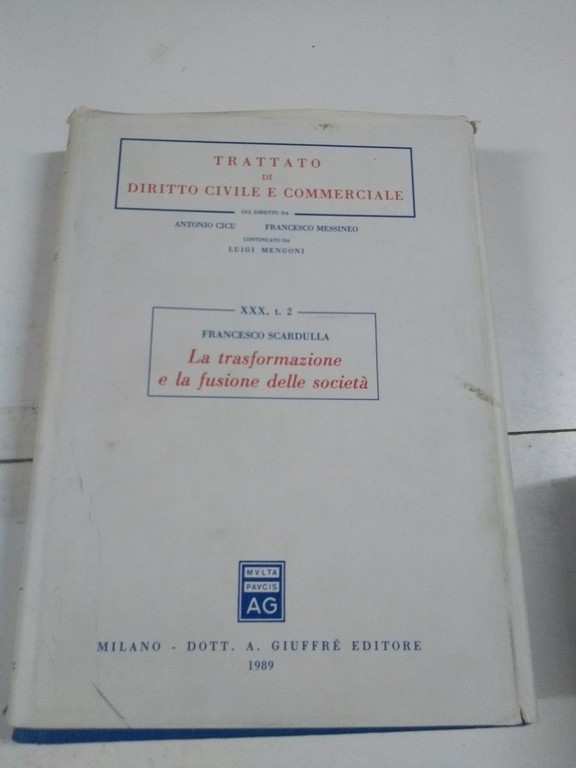 TRATTATO
DI
DIRITTO CIVILE E COMMERCIALE
GIÀ DIRETTO DA
ANTONIO CICU FRANCESCO MESSINEO
CONTINUATO DA
LUIGI MENGONI
XXX, t. 2
FRANCESCO SCARDULLA
La trasformazione
e la fusione delle società
MVLTA
PAVCIS
AG
MILANO - DOTT. A. GIUFFRÈ EDITORE
1989